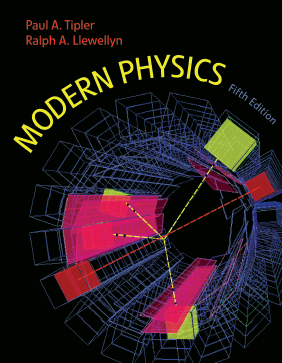 Paul A. Tipler
Ralph A. Llewellyn
MODERN PHYSICS
Fifth Edition